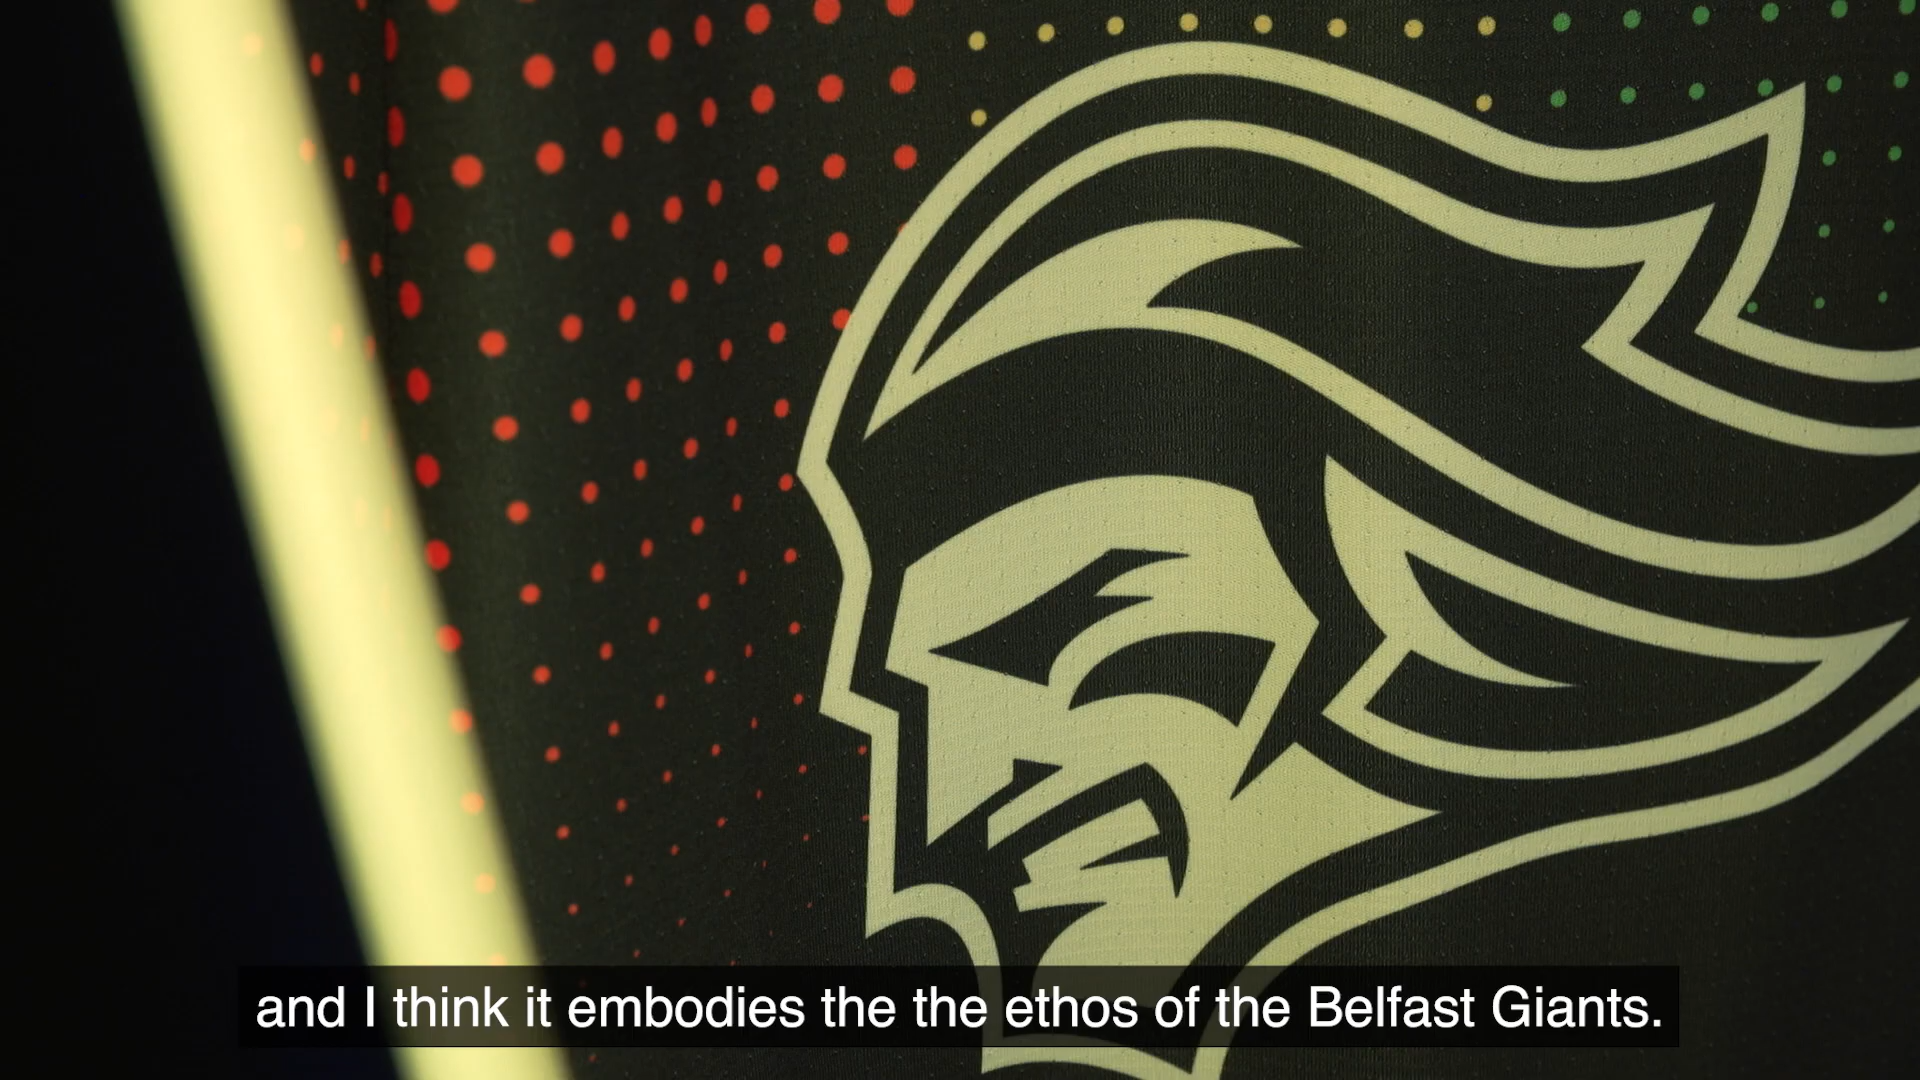 and I think it embodies the the ethos of the Belfast Giants.